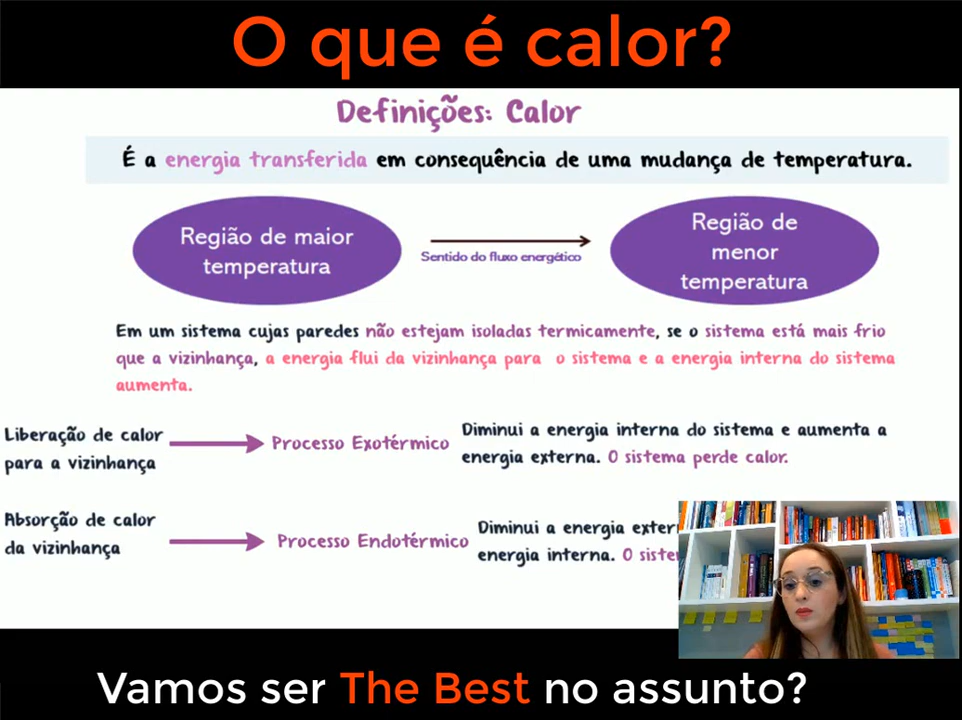 O que é calor?
Definições: Calor
É a energia transferida em consequência de uma mudança de temperatura.
Região de maior
temperatura
Sentido do fluxo energético
Região de
menor
temperatura
Em um sistema cujas paredes não estejam isoladas termicamente, se o sistema está mais frio
que a vizinhança, a energia flui da vizinhança para o sistema e a energia interna do sistema
aumenta.
Liberação de calor
para a vizinhança
Processo Exotérmico
Diminui a energia interna do sistema e aumenta a
energia externa. O sistema perde calor.
Absorção de calor
da vizinhança
Processo Endotérmico
Diminui a energia
energia interna. O
Vamos ser The Best no assunto?